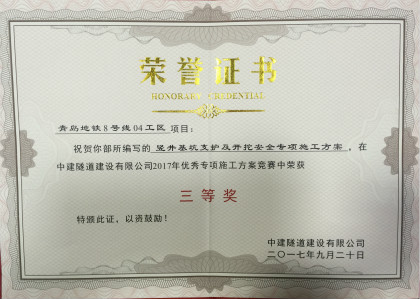 荣誉证书
HONORARY CREDENTIAL
青岛地铁8号线04工区 项目:
祝贺你部所编写的 竖井基坑支护及开挖安全专项施工方案 ,在
中建隧道建设有限公司2017年优秀专项施工方案竞赛中荣获
三等奖
特颁此证,以资鼓励!
中建隧道建设有限公司
二〇一七年九月二十日